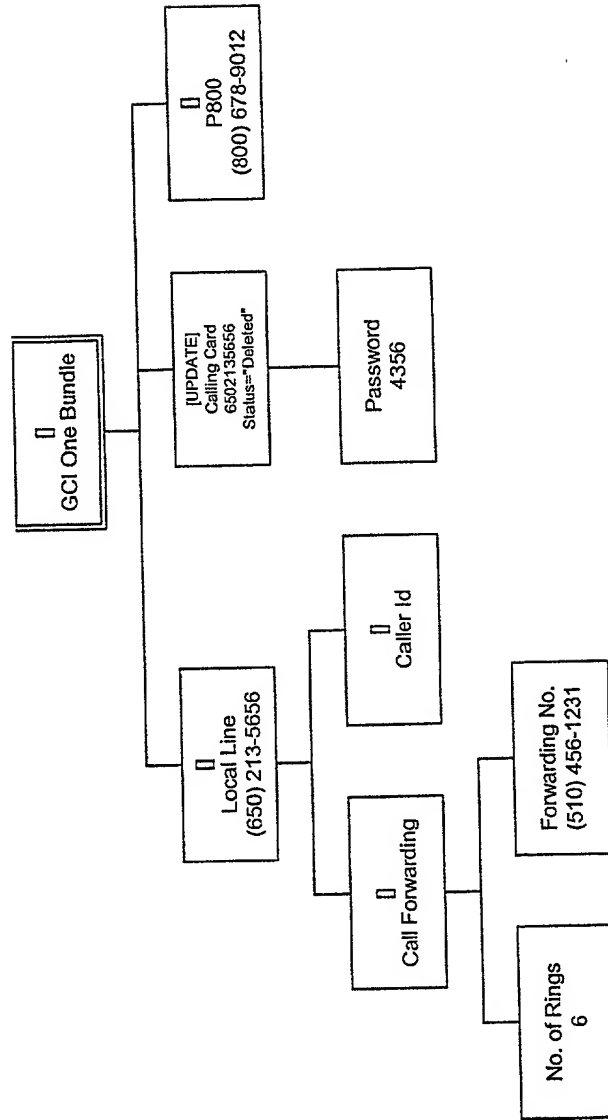 []
GCI One Bundle
[]
Local Line
(650) 213-5656
[UPDATE]
Calling Card
6502135656
Status="Deleted"
[]
P800
(800) 678-9012
[]
Call Forwarding
[]
Caller Id
Password
4356
No. of Rings
6
Forwarding No.
(510) 456-1231